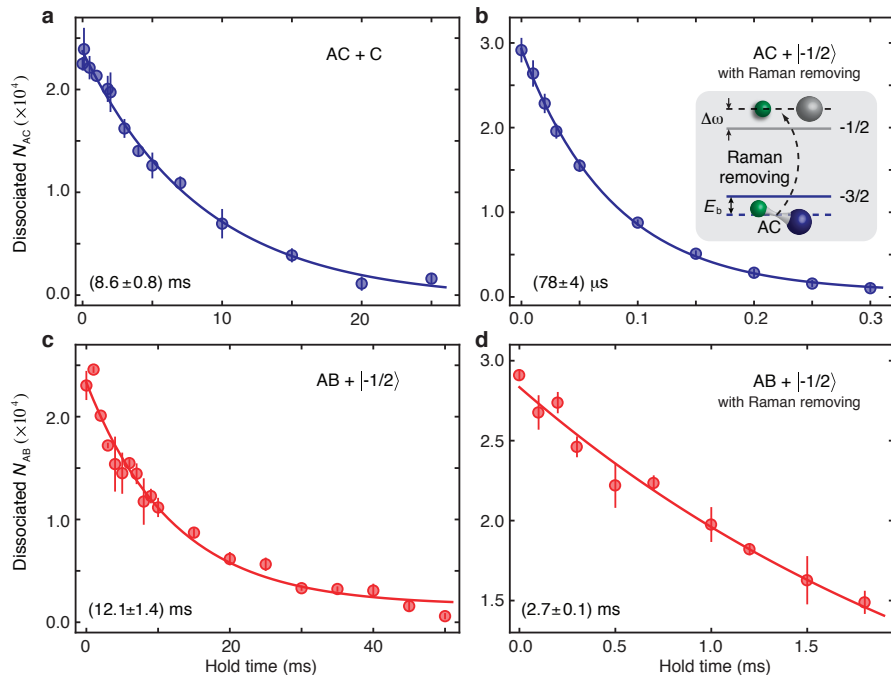 a
AC + C
Dissociated N_AC (×10⁴)
2.0
1.0
0.0
0
10
20
(8.6 ± 0.8) ms
b
AC + |-1/2⟩
with Raman removing
3.0
2.0
1.0
0.0
0.0
0.1
0.2
0.3
(78±4) μs
Δω
-1/2
Raman
removing
-3/2
E_b
AC
c
AB + |-1/2⟩
Dissociated N_AB (×10⁴)
2.0
1.0
0.0
0
20
40
(12.1±1.4) ms
Hold time (ms)
d
AB + |-1/2⟩
with Raman removing
3.0
2.5
2.0
1.5
0.0
0.5
1.0
1.5
(2.7±0.1) ms
Hold time (ms)